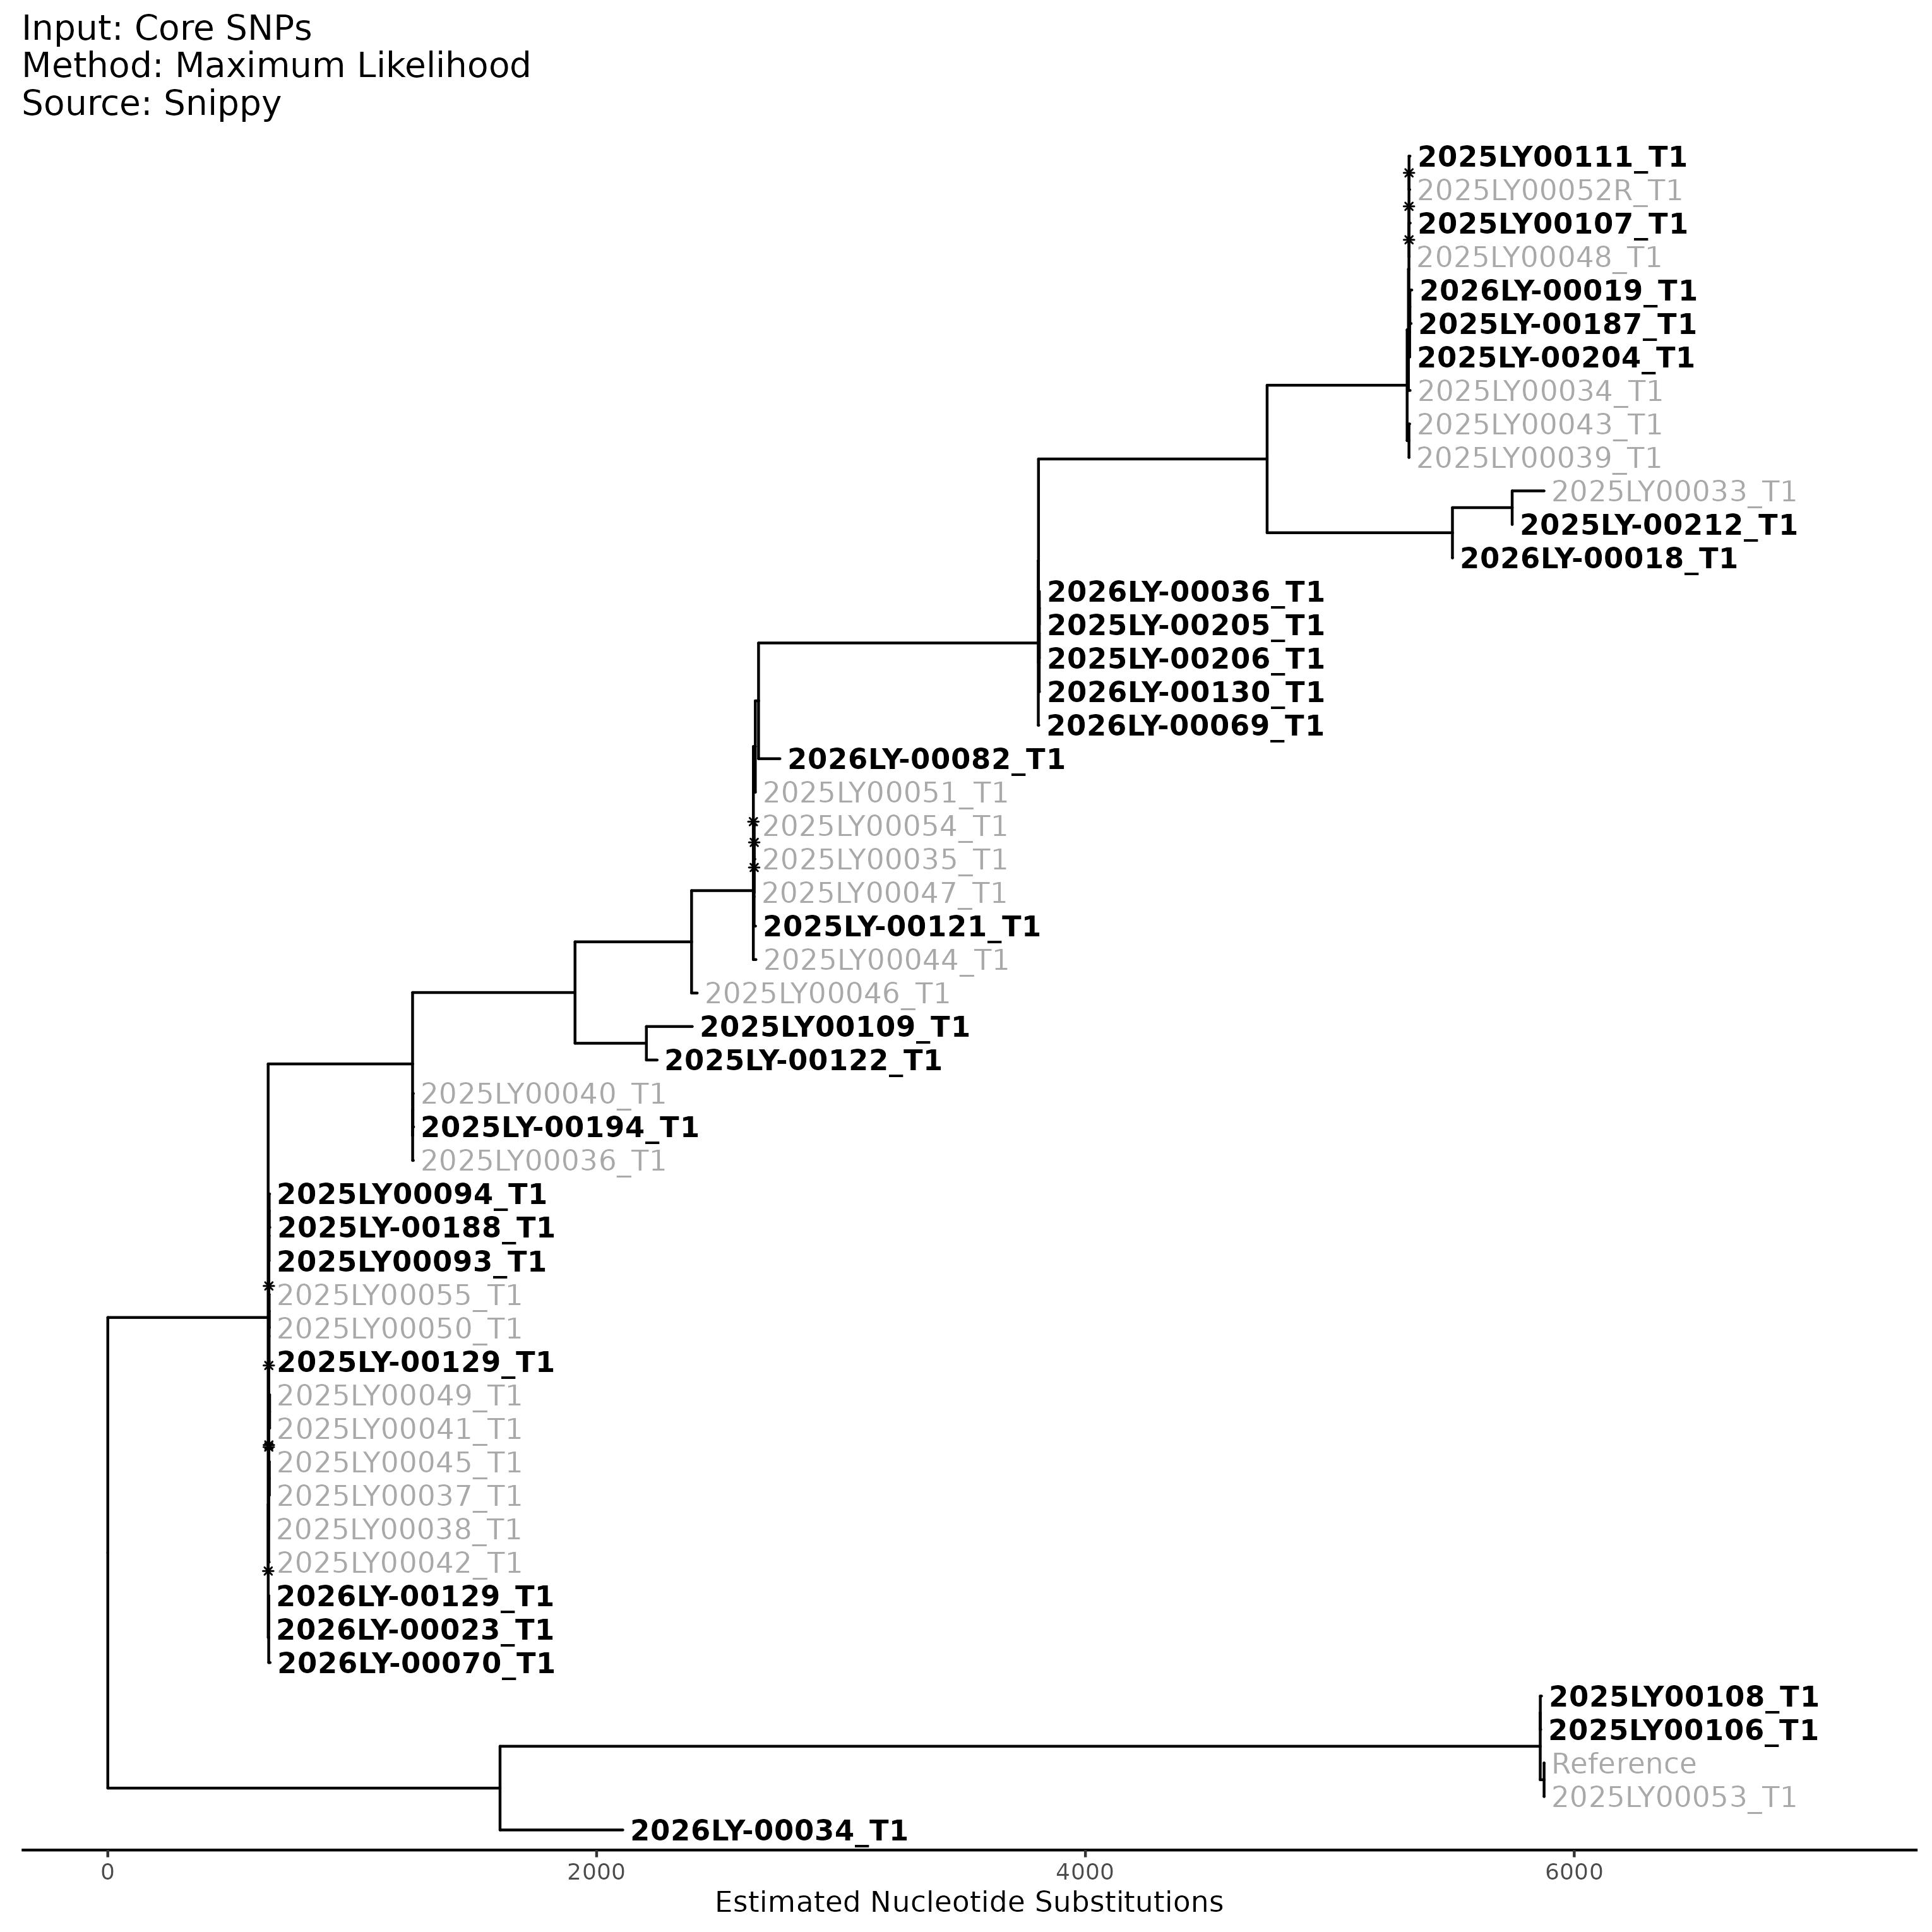 Input: Core SNPs
Method: Maximum Likelihood
Source: Snippy
2025LY00111_T1
2025LY00052R_T1
2025LY00107_T1
2025LY00048_T1
2026LY-00019_T1
2025LY-00187_T1
2025LY-00204_T1
2025LY00034_T1
2025LY00043_T1
2025LY00039_T1
2025LY00033_T1
2025LY-00212_T1
2026LY-00018_T1
2026LY-00036_T1
2025LY-00205_T1
2025LY-00206_T1
2026LY-00130_T1
2026LY-00069_T1
2026LY-00082_T1
2025LY00051_T1
2025LY00054_T1
2025LY00035_T1
2025LY00047_T1
2025LY-00121_T1
2025LY00044_T1
2025LY00046_T1
2025LY00109_T1
2025LY-00122_T1
2025LY00040_T1
2025LY-00194_T1
2025LY00036_T1
2025LY00094_T1
2025LY-00188_T1
2025LY00093_T1
2025LY00055_T1
2025LY00050_T1
2025LY-00129_T1
2025LY00049_T1
2025LY00041_T1
2025LY00045_T1
2025LY00037_T1
2025LY00038_T1
2025LY00042_T1
2026LY-00129_T1
2026LY-00023_T1
2026LY-00070_T1
2025LY00108_T1
2025LY00106_T1
Reference
2025LY00053_T1
2026LY-00034_T1
0 2000 4000 6000
Estimated Nucleotide Substitutions